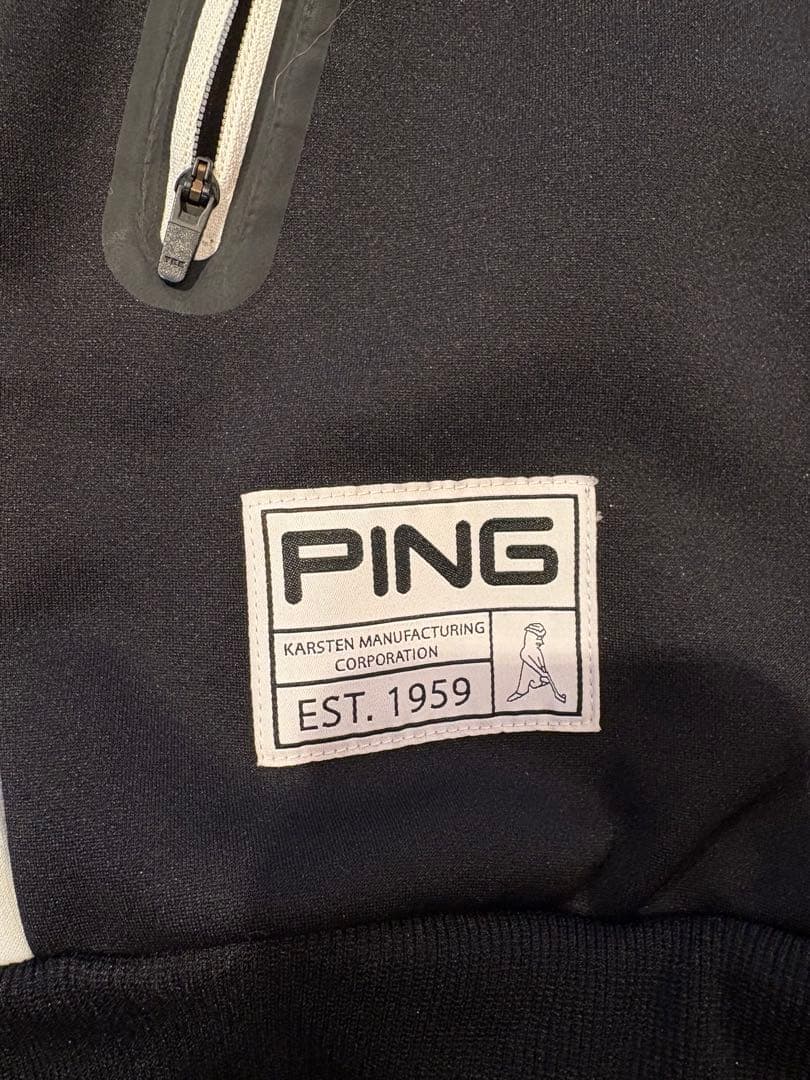 PING
KARSTEN MANUFACTURING
CORPORATION
EST. 1959